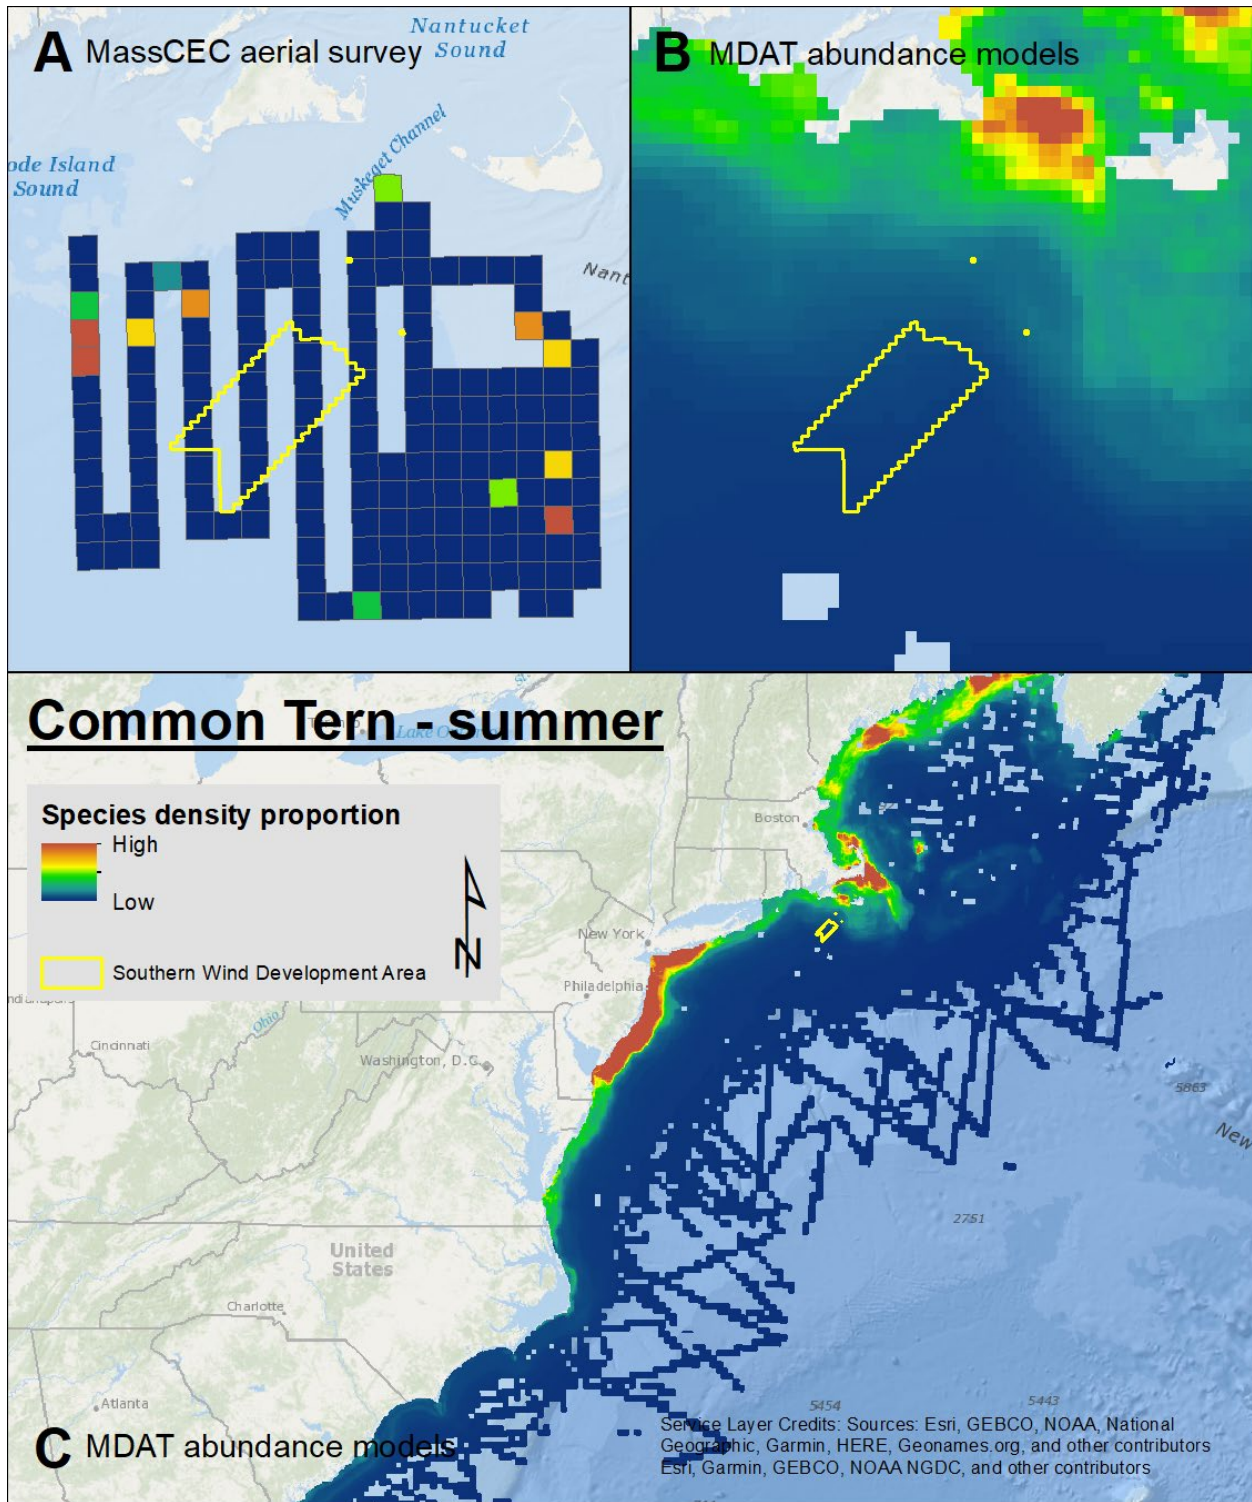 A MassCEC aerial survey
Nantucket
Sound
Muskeget Channel
ode Island
Sound
Nant
B MDAT abundance models
Common Tern - summer
Species density proportion
High
Low
Southern Wind Development Area
N
Boston
New York
Philadelphia
Washington, D.C.
Cincinnati
Ohio
United
States
Charlotte
Atlanta
5863
New
2751
5443
5454
C MDAT abundance models
Service Layer Credits: Sources: Esri, GEBCO, NOAA, National
Geographic, Garmin, HERE, Geonames.org, and other contributors
Esri, Garmin, GEBCO, NOAA NGDC, and other contributors